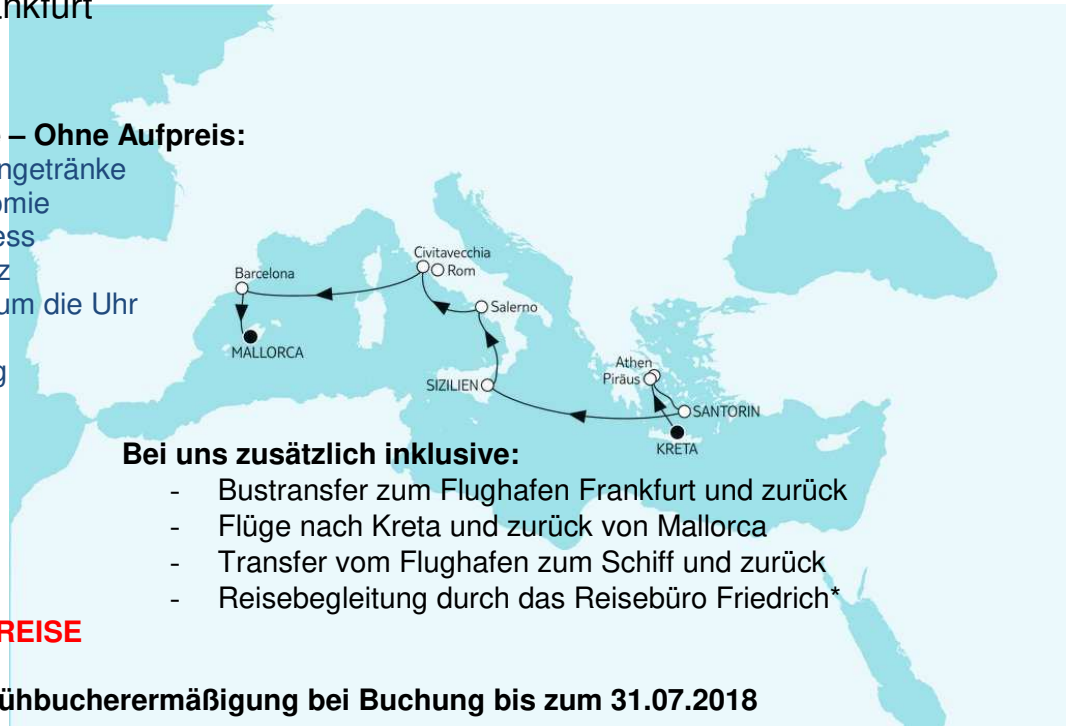 nkfurt
– Ohne Aufpreis:
ngetränke
omie
ess
z
um die Uhr
g
Civitavecchia
Rom
Barcelona
Salerno
MALLORCA
Athen
Piräus
SIZILIEN
SANTORIN
KRETA
Bei uns zusätzlich inklusive:
- Bustransfer zum Flughafen Frankfurt und zurück
- Flüge nach Kreta und zurück von Mallorca
- Transfer vom Flughafen zum Schiff und zurück
- Reisebegleitung durch das Reisebüro Friedrich*
REISE
ühbucherermäßigung bei Buchung bis zum 31.07.2018